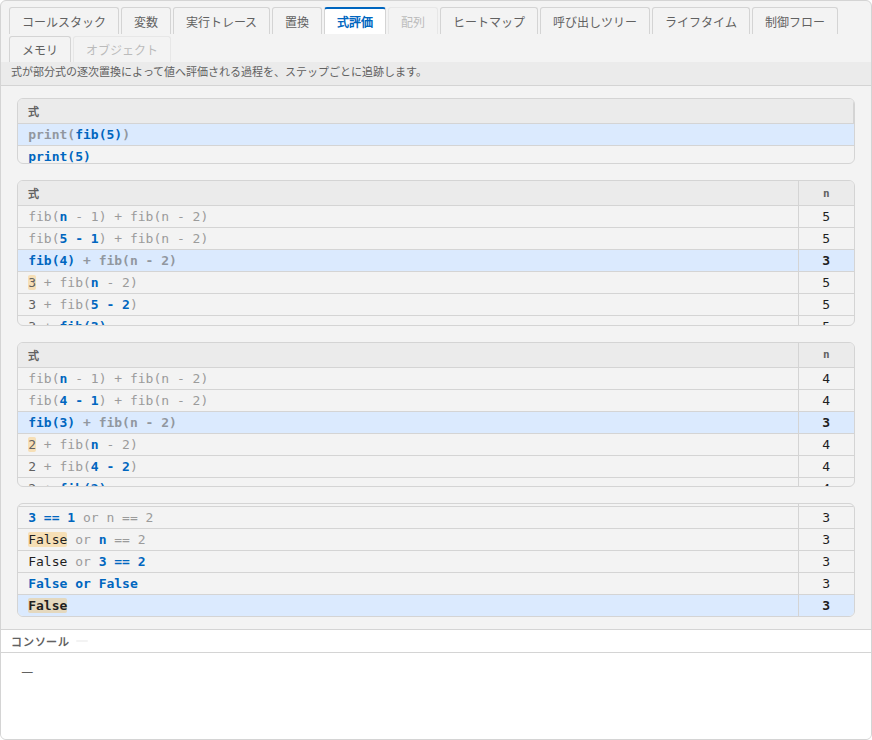 コールスタック 変数 実行トレース 置換 式評価 配列 ヒートマップ 呼び出しツリー ライフタイム 制御フロー
メモリ オブジェクト
式が部分式の逐次置換によって値へ評価される過程を、ステップごとに追跡します。
式
print(fib(5))
print(5)
式 n
fib(n - 1) + fib(n - 2) 5
fib(5 - 1) + fib(n - 2) 5
fib(4) + fib(n - 2) 3
3 + fib(n - 2) 5
3 + fib(5 - 2) 5
3 + fib(3) 5
式 n
fib(n - 1) + fib(n - 2) 4
fib(4 - 1) + fib(n - 2) 4
fib(3) + fib(n - 2) 3
2 + fib(n - 2) 4
2 + fib(4 - 2) 4
2 + fib(2) 4
3 == 1 or n == 2 3
False or n == 2 3
False or 3 == 2 3
False or False 3
False 3
コンソール —
—